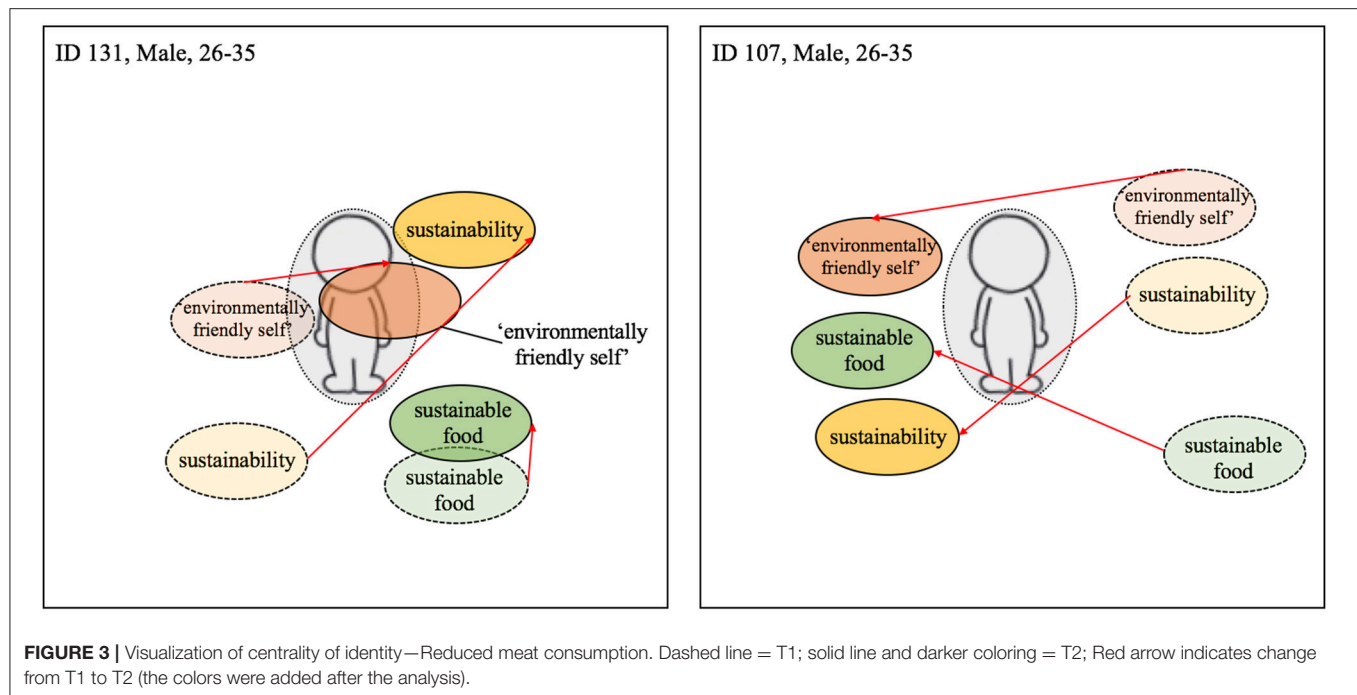 ID 131, Male, 26-35
sustainability
'environmentally
friendly self'
'environmentally
friendly self'
sustainable
food
sustainability
sustainable
food
ID 107, Male, 26-35
'environmentally
friendly self'
'environmentally
friendly self'
sustainability
sustainable
food
sustainability
sustainable
food
FIGURE 3 | Visualization of centrality of identity—Reduced meat consumption. Dashed line = T1; solid line and darker coloring = T2; Red arrow indicates change
from T1 to T2 (the colors were added after the analysis).